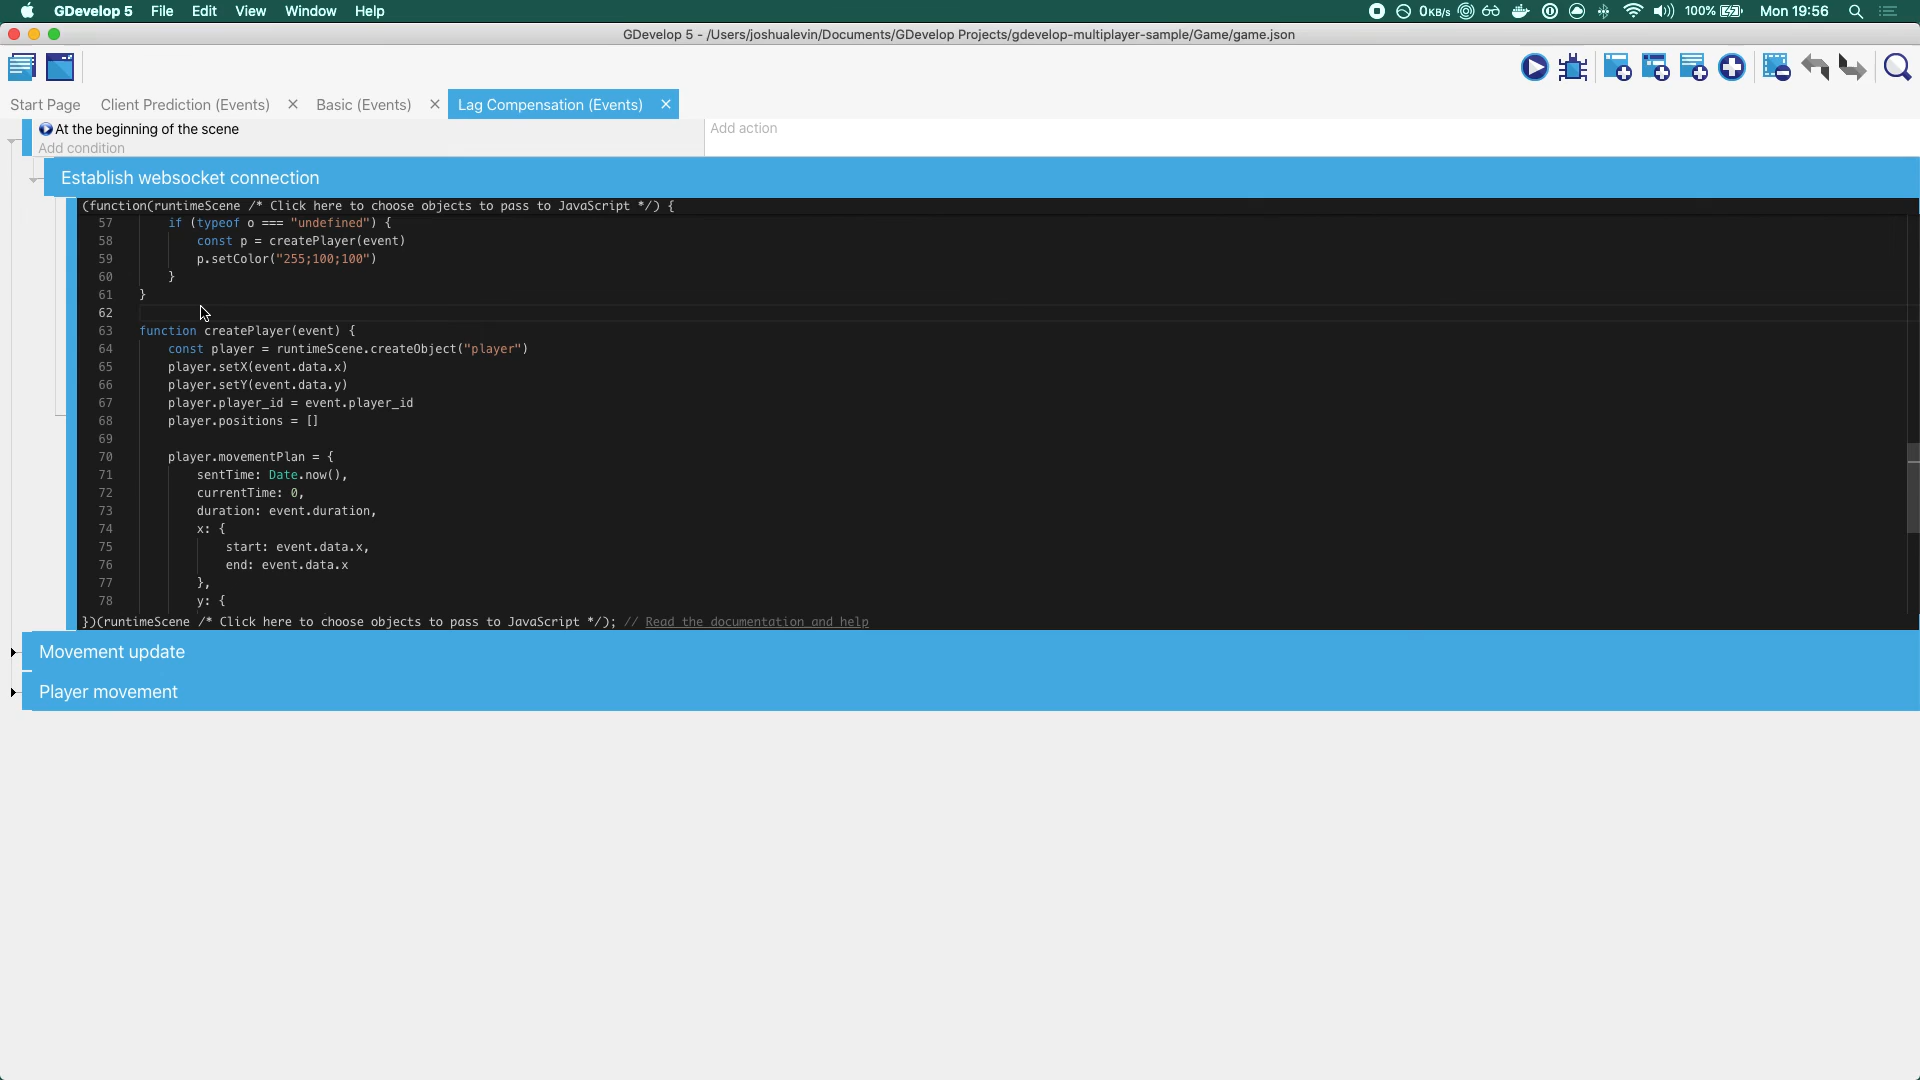 GDevelop 5 File Edit View Window Help 0KB/s 100% Mon 19:56
GDevelop 5 - /Users/joshualevin/Documents/GDevelop Projects/gdevelop-multiplayer-sample/Game/game.json
Start Page Client Prediction (Events) Basic (Events) Lag Compensation (Events)
At the beginning of the scene
Add condition
Add action
Establish websocket connection
(function(runtimeScene /* Click here to choose objects to pass to JavaScript */) {
57 if (typeof o === "undefined") {
58 const p = createPlayer(event)
59 p.setColor("255;100;100")
60 }
61 }
62
63 function createPlayer(event) {
64 const player = runtimeScene.createObject("player")
65 player.setX(event.data.x)
66 player.setY(event.data.y)
67 player.player_id = event.player_id
68 player.positions = []
69
70 player.movementPlan = {
71 sentTime: Date.now(),
72 currentTime: 0,
73 duration: event.duration,
74 x: {
75 start: event.data.x,
76 end: event.data.x
77 },
78 y: {
})(runtimeScene /* Click here to choose objects to pass to JavaScript */); // Read the documentation and help
Movement update
Player movement